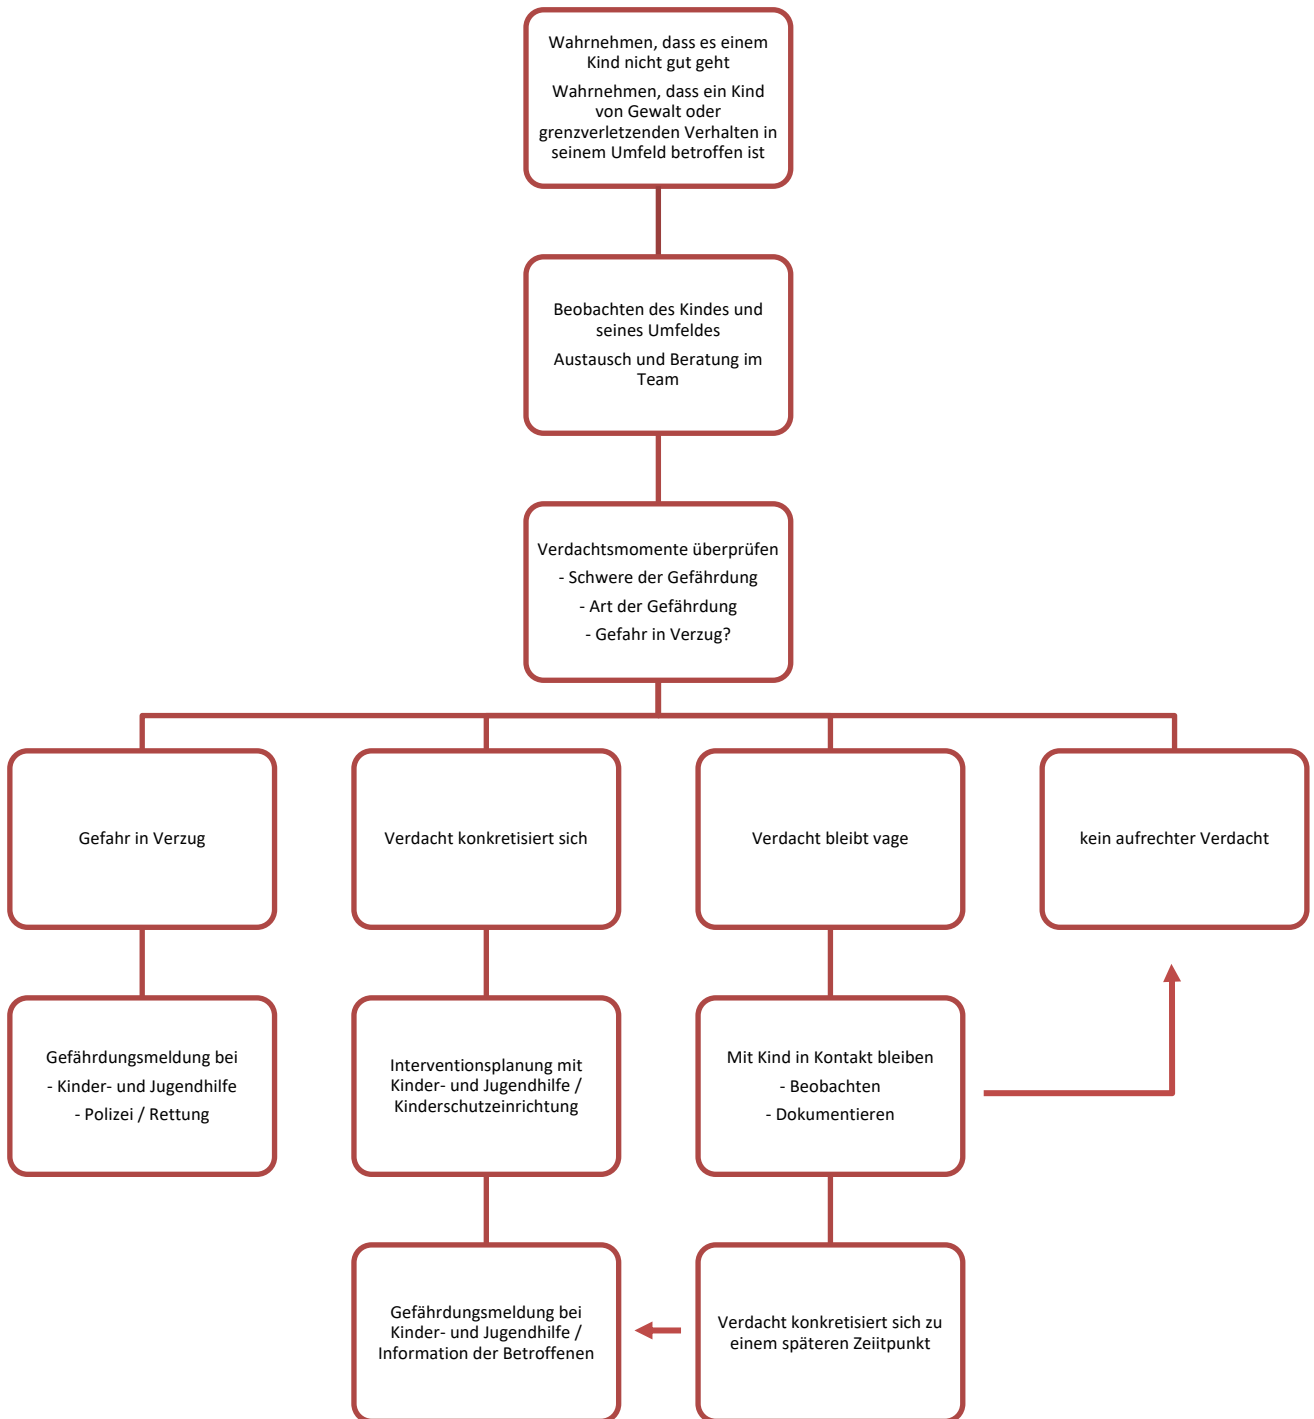 Wahrnehmen, dass es einem
Kind nicht gut geht
Wahrnehmen, dass ein Kind
von Gewalt oder
grenzverletzenden Verhalten in
seinem Umfeld betroffen ist
Beobachten des Kindes und
seines Umfeldes
Austausch und Beratung im
Team
Verdachtsmomente überprüfen
- Schwere der Gefährdung
- Art der Gefährdung
- Gefahr in Verzug?
Gefahr in Verzug
Verdacht konkretisiert sich
Verdacht bleibt vage
kein aufrechter Verdacht
Gefährdungsmeldung bei
- Kinder- und Jugendhilfe
- Polizei / Rettung
Interventionsplanung mit
Kinder- und Jugendhilfe /
Kinderschutzeinrichtung
Mit Kind in Kontakt bleiben
- Beobachten
- Dokumentieren
Gefährdungsmeldung bei
Kinder- und Jugendhilfe /
Information der Betroffenen
Verdacht konkretisiert sich zu
einem späteren Zeiitpunkt